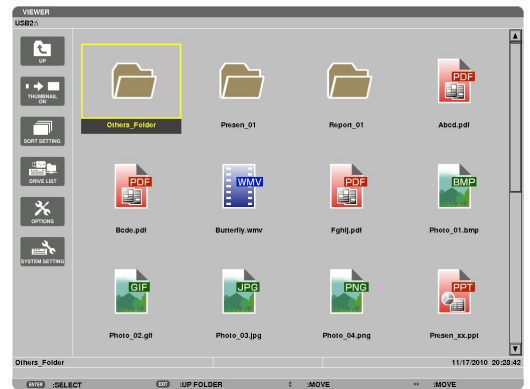 VIEWER
USB2:\
UP
THUMBNAIL
ON
SORT SETTING
DRIVE LIST
OPTIONS
SYSTEM SETTING
Others_Folder
Presen_01
Report_01
PDF
Abcd.pdf
PDF
Bcde.pdf
WMV
Butterfly.wmv
PDF
Fghij.pdf
BMP
Photo_01.bmp
GIF
Photo_02.gif
JPG
Photo_03.jpg
PNG
Photo_04.png
PPT
Presen_xx.ppt
Others_Folder 11/17/2010 20:28:42
ENTER :SELECT EXIT :UP FOLDER :MOVE :MOVE